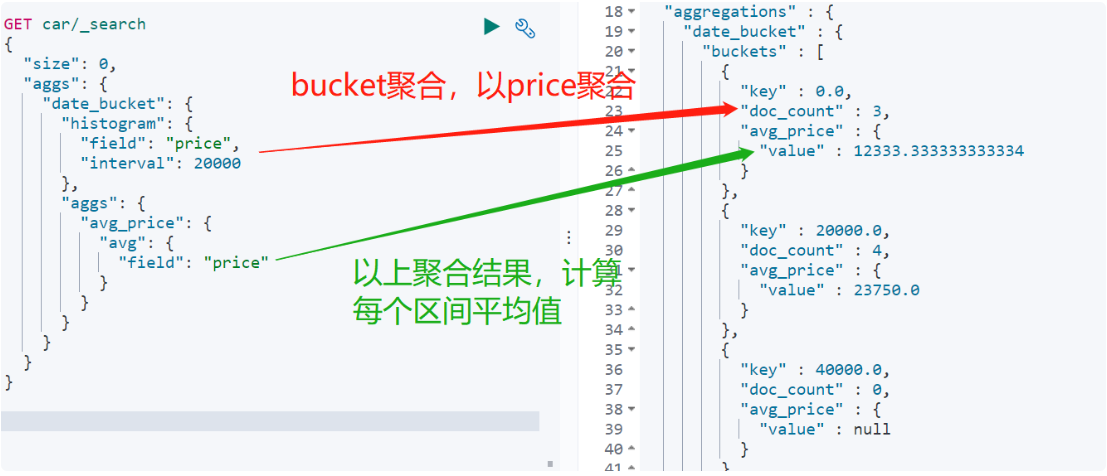 GET car/_search
{
"size": 0,
"aggs": {
"date_bucket": {
"histogram": {
"field": "price",
"interval": 20000
},
"aggs": {
"avg_price": {
"avg": {
"field": "price"
}
}
}
}
}
}
bucket聚合，以price聚合
以上聚合结果，计算
每个区间平均值
18 "aggregations" : {
19 "date_bucket" : {
20 "buckets" : [
21 {
22 "key" : 0.0,
23 "doc_count" : 3,
24 "avg_price" : {
25 "value" : 12333.333333333334
26 }
27 },
28 {
29 "key" : 20000.0,
30 "doc_count" : 4,
31 "avg_price" : {
32 "value" : 23750.0
33 }
34 },
35 {
36 "key" : 40000.0,
37 "doc_count" : 0,
38 "avg_price" : {
39 "value" : null
40 }
41 }